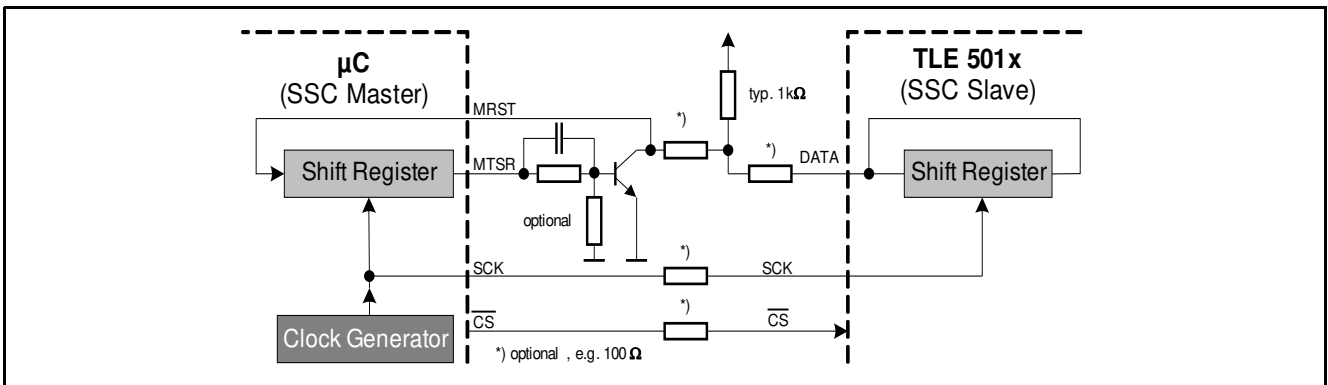 µC
(SSC Master)
TLE 501x
(SSC Slave)
typ. 1kΩ
MRST
*)
*)
DATA
Shift Register
MTSR
Shift Register
optional
*)
SCK
SCK
*)
CS
CS
Clock Generator
*) optional , e.g. 100 Ω